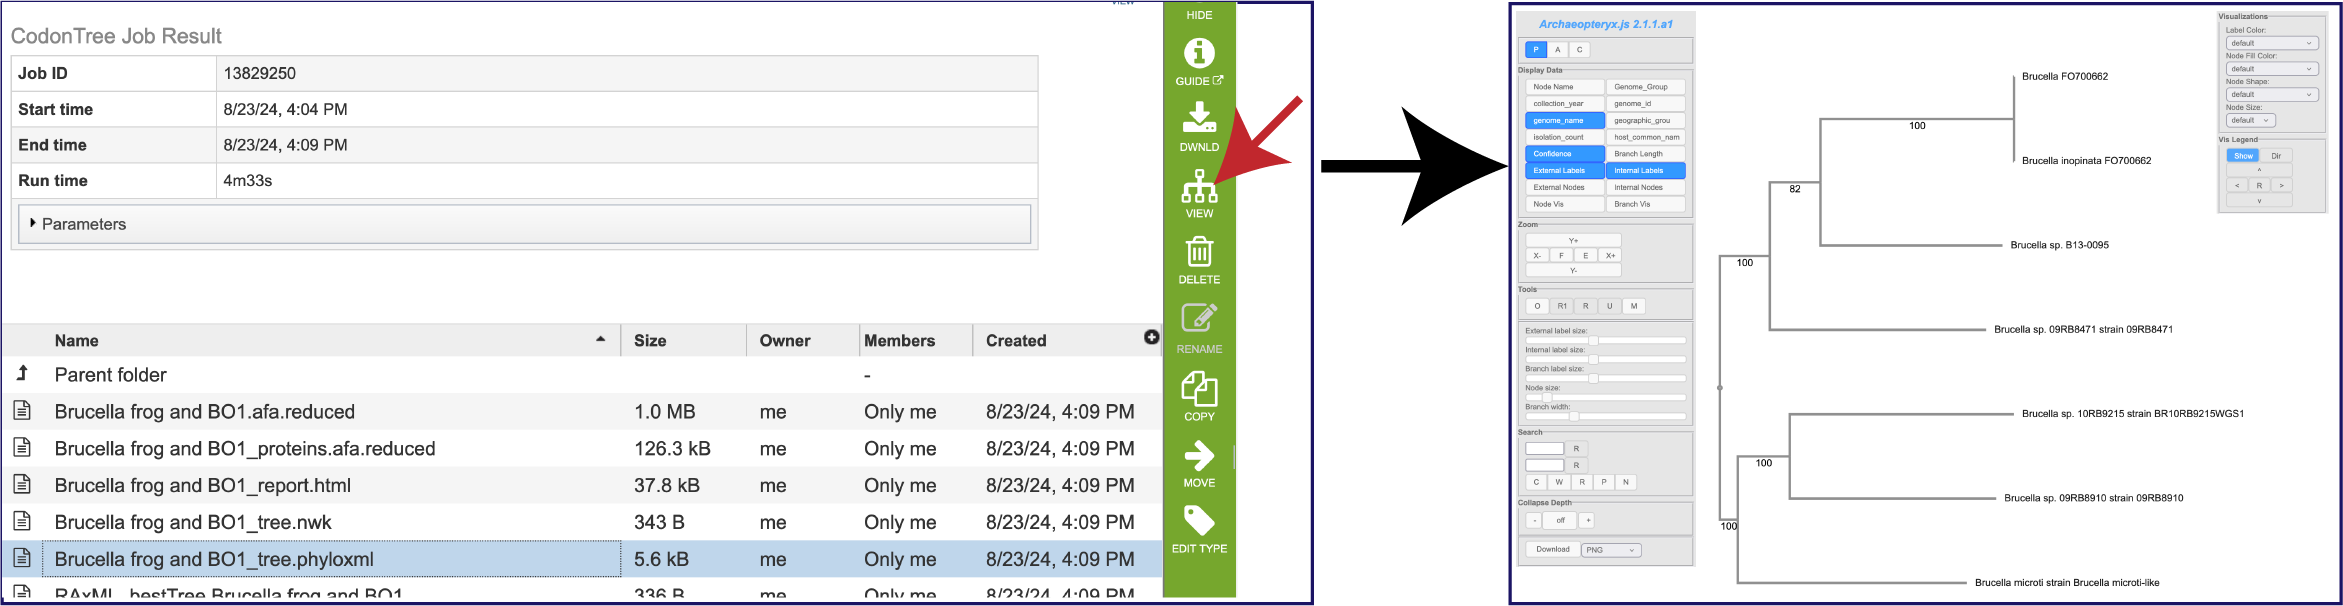 CodonTree Job Result
Job ID 13829250
Start time 8/23/24, 4:04 PM
End time 8/23/24, 4:09 PM
Run time 4m33s
Parameters
Name Size Owner Members Created
Parent folder -
Brucella frog and BO1.afa.reduced 1.0 MB me Only me 8/23/24, 4:09 PM
Brucella frog and BO1_proteins.afa.reduced 126.3 kB me Only me 8/23/24, 4:09 PM
Brucella frog and BO1_report.html 37.8 kB me Only me 8/23/24, 4:09 PM
Brucella frog and BO1_tree.nwk 343 B me Only me 8/23/24, 4:09 PM
Brucella frog and BO1_tree.phyloxml 5.6 kB me Only me 8/23/24, 4:09 PM
RAxML_bestTree.Brucella frog and BO1 336 B me Only me 8/23/24, 4:09 PM
VIEW
HIDE
GUIDE
DWNLD
VIEW
DELETE
RENAME
COPY
MOVE
EDIT TYPE
Archaeopteryx.js 2.1.1.a1
P A C
Display Data
Node Name Genome_Group
collection_year genome_id
genome_name geographic_grou
isolation_count host_common_nam
Confidence Branch Length
External Labels Internal Labels
External Nodes Internal Nodes
Node Vis Branch Vis
Zoom
Y+
X- F E X+
Y-
Tools
O R1 R U M
External label size:
Internal label size:
Branch label size:
Node size:
Branch width:
Search
R
R
C W R P N
Collapse Depth
- off +
Download PNG
Brucella FO700662
100
Brucella inopinata FO700662
82
Brucella sp. B13-0095
100
Brucella sp. 09RB8471 strain 09RB8471
Brucella sp. 10RB9215 strain BR10RB9215WGS1
100
Brucella sp. 09RB8910 strain 09RB8910
100
Brucella microti strain Brucella microti-like
Visualizations
Label Color:
default
Node Fill Color:
default
Node Shape:
default
Node Size:
default
Vis Legend
Show Dir
^
< R >
v